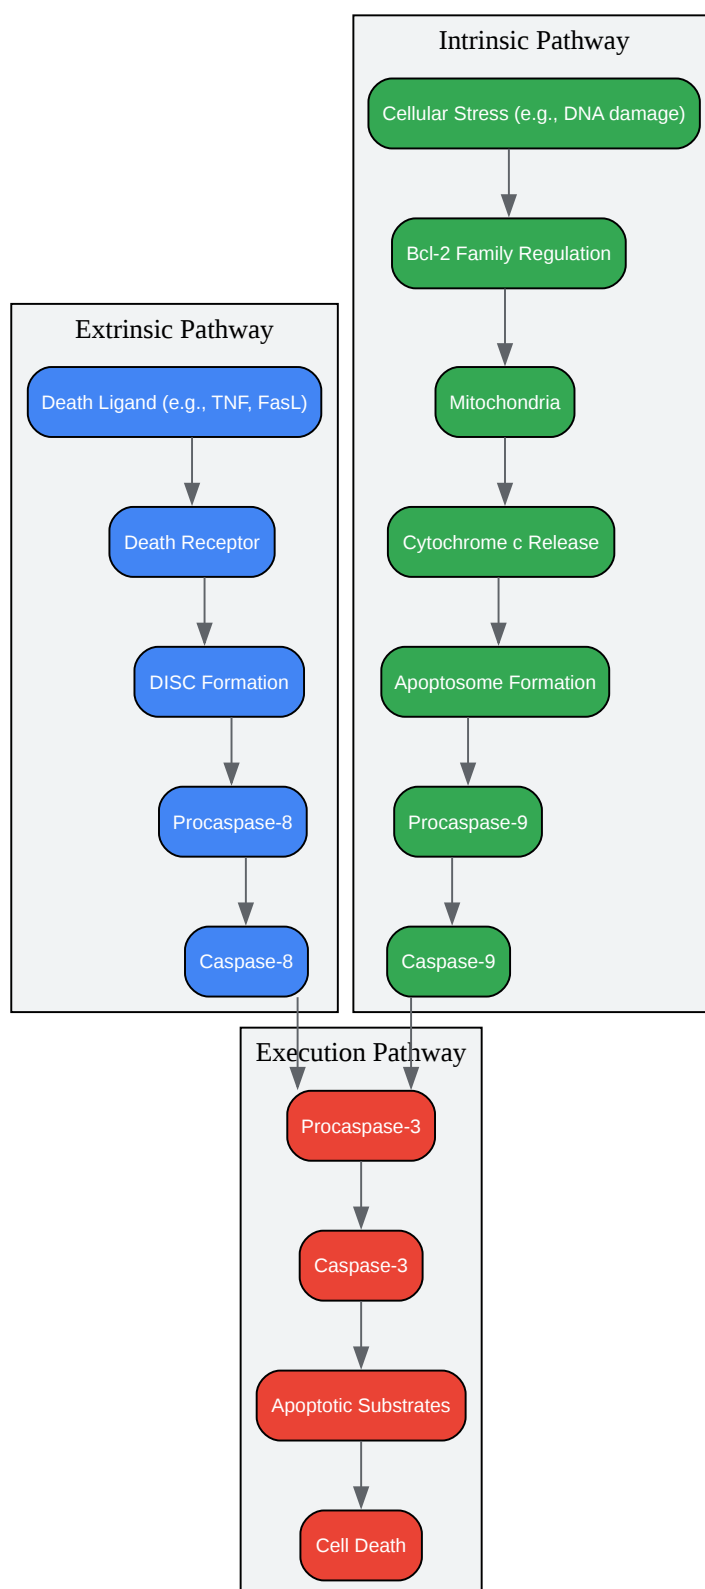 Intrinsic Pathway
Cellular Stress (e.g., DNA damage)
Bcl-2 Family Regulation
Mitochondria
Cytochrome c Release
Apoptosome Formation
Procaspase-9
Caspase-9
Extrinsic Pathway
Death Ligand (e.g., TNF, FasL)
Death Receptor
DISC Formation
Procaspase-8
Caspase-8
Execution Pathway
Procaspase-3
Caspase-3
Apoptotic Substrates
Cell Death